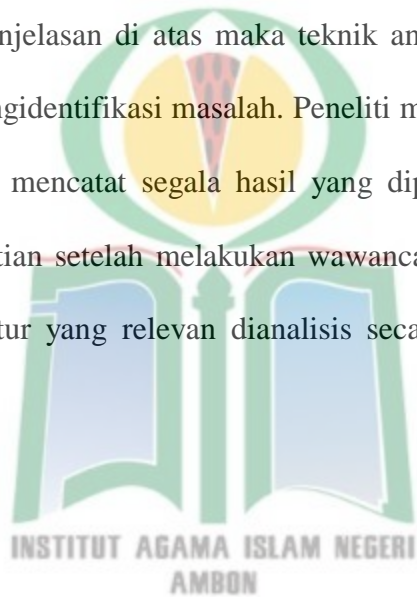 njelasan di atas maka teknik an
ngidentifikasi masalah. Peneliti m
mencatat segala hasil yang dip
tian setelah melakukan wawanca
tur yang relevan dianalisis seca
INSTITUT AGAMA ISLAM NEGERI
AMBON